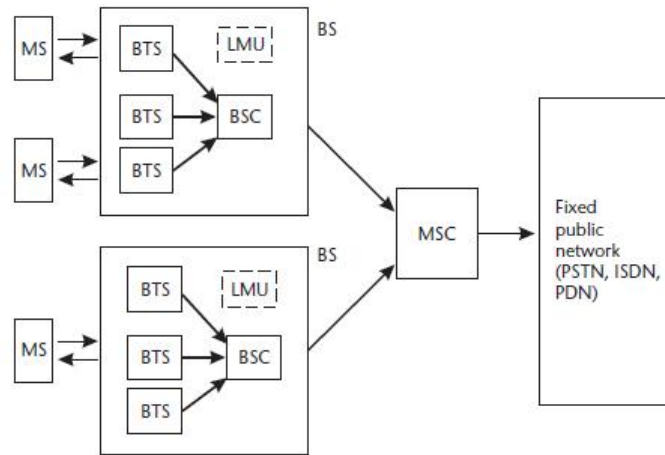 BS
MS
BTS
LMU
BTS
BSC
MS
BTS
MSC
Fixed
public
network
(PSTN, ISDN,
PDN)
BS
BTS
LMU
MS
BTS
BSC
BTS